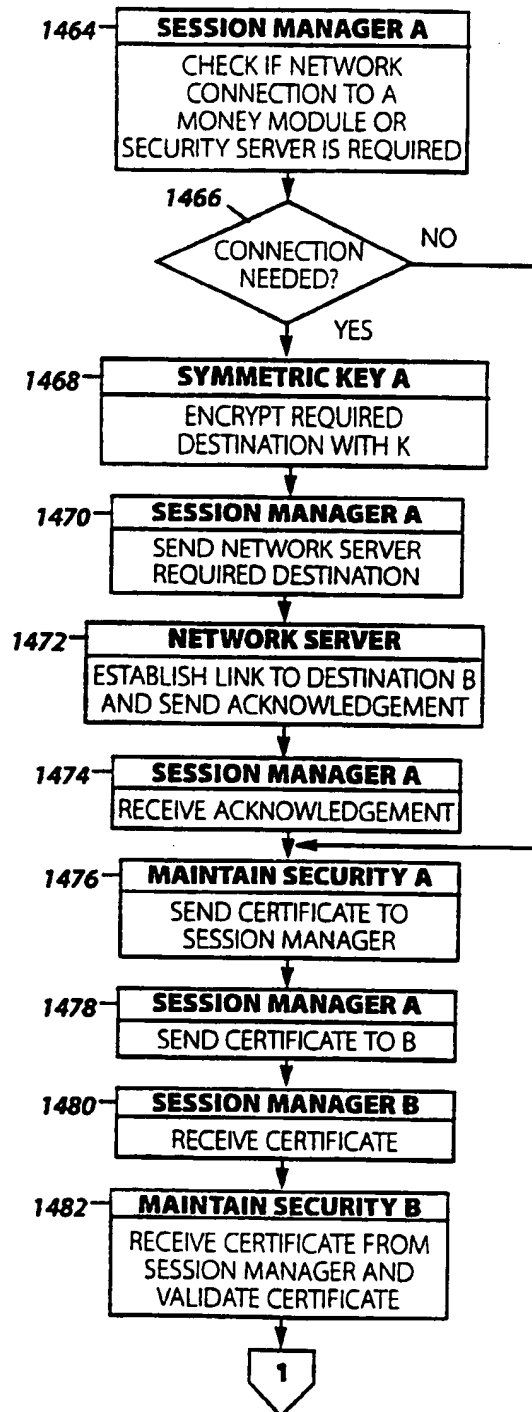 1464
SESSION MANAGER A
CHECK IF NETWORK
CONNECTION TO A
MONEY MODULE OR
SECURITY SERVER IS REQUIRED
1466
CONNECTION
NEEDED?
NO
YES
1468
SYMMETRIC KEY A
ENCRYPT REQUIRED
DESTINATION WITH K
1470
SESSION MANAGER A
SEND NETWORK SERVER
REQUIRED DESTINATION
1472
NETWORK SERVER
ESTABLISH LINK TO DESTINATION B
AND SEND ACKNOWLEDGEMENT
1474
SESSION MANAGER A
RECEIVE ACKNOWLEDGEMENT
1476
MAINTAIN SECURITY A
SEND CERTIFICATE TO
SESSION MANAGER
1478
SESSION MANAGER A
SEND CERTIFICATE TO B
1480
SESSION MANAGER B
RECEIVE CERTIFICATE
1482
MAINTAIN SECURITY B
RECEIVE CERTIFICATE FROM
SESSION MANAGER AND
VALIDATE CERTIFICATE
1